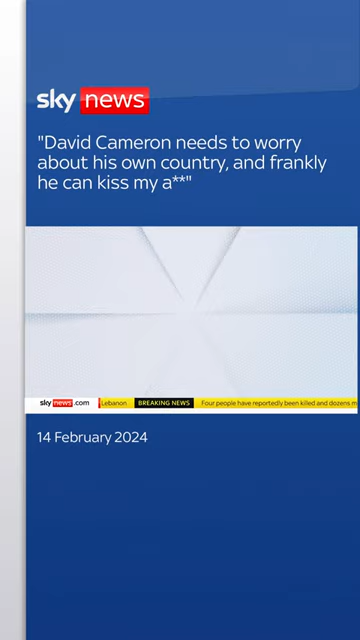 sky news
"David Cameron needs to worry
about his own country, and frankly
he can kiss my a**"
sky news .com Lebanon BREAKING NEWS Four people have reportedly been killed and dozens
14 February 2024